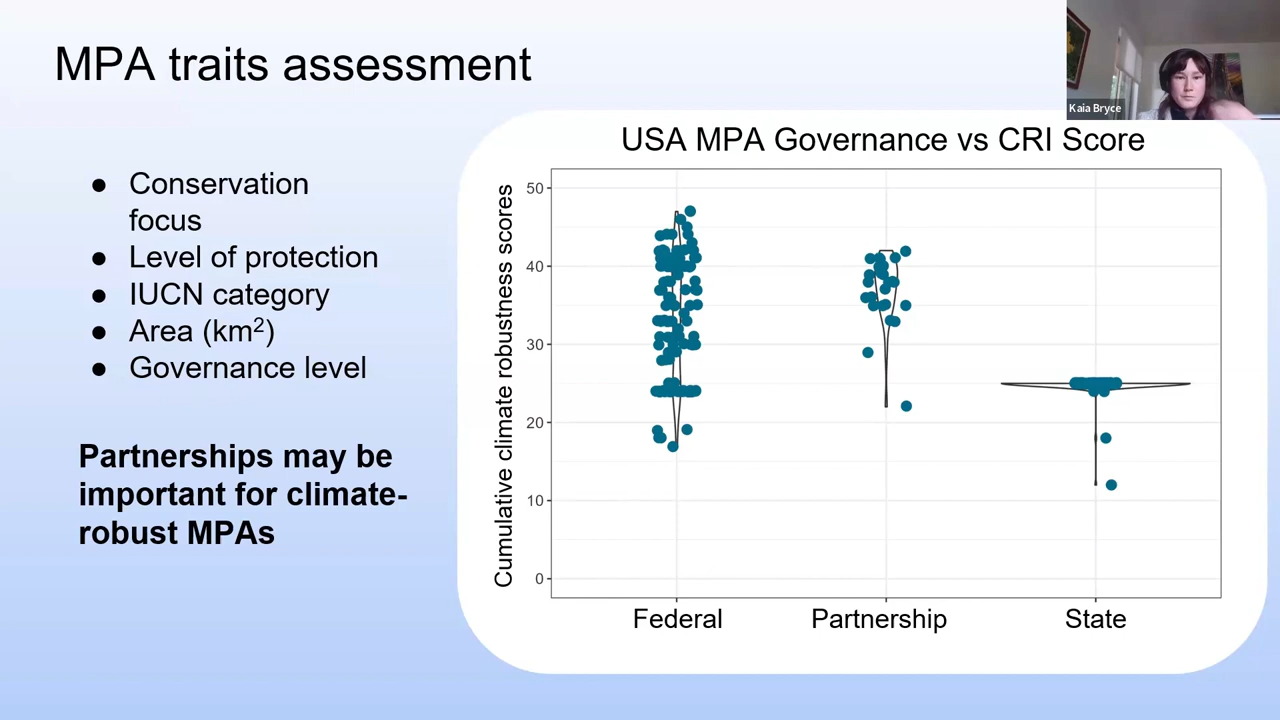 MPA traits assessment
Kaia Bryce
● Conservation
focus
● Level of protection
● IUCN category
● Area (km²)
● Governance level
Partnerships may be
important for climate-
robust MPAs
USA MPA Governance vs CRI Score
Cumulative climate robustness scores
50
40
30
20
10
0
Federal Partnership State